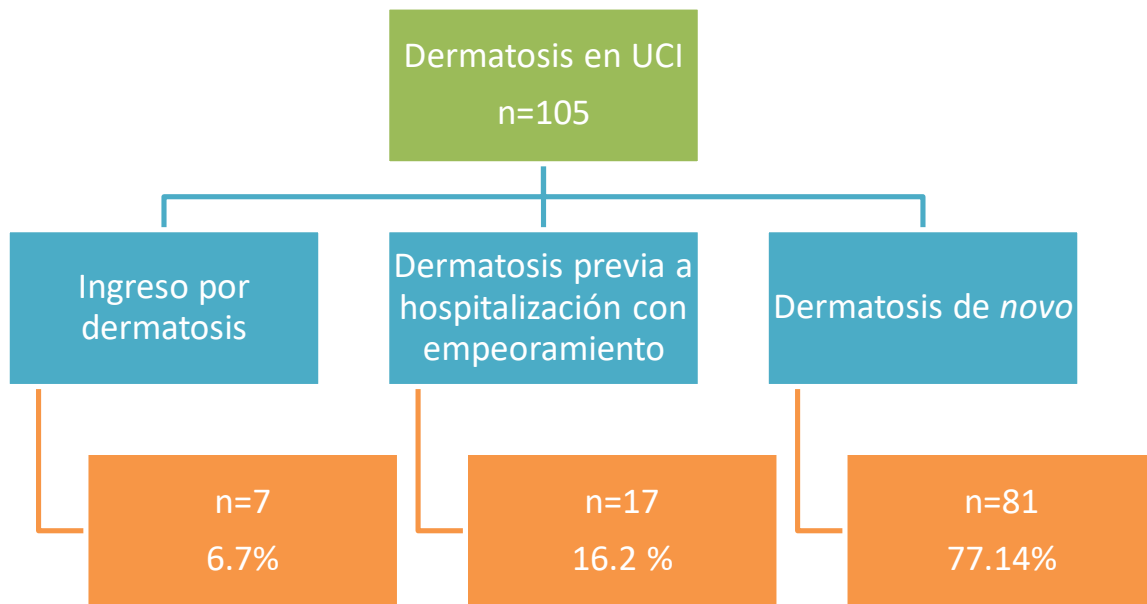 Dermatosis en UCI
n=105
Ingreso por
dermatosis
Dermatosis previa a
hospitalización con
empeoramiento
Dermatosis de novo
n=7
6.7%
n=17
16.2 %
n=81
77.14%